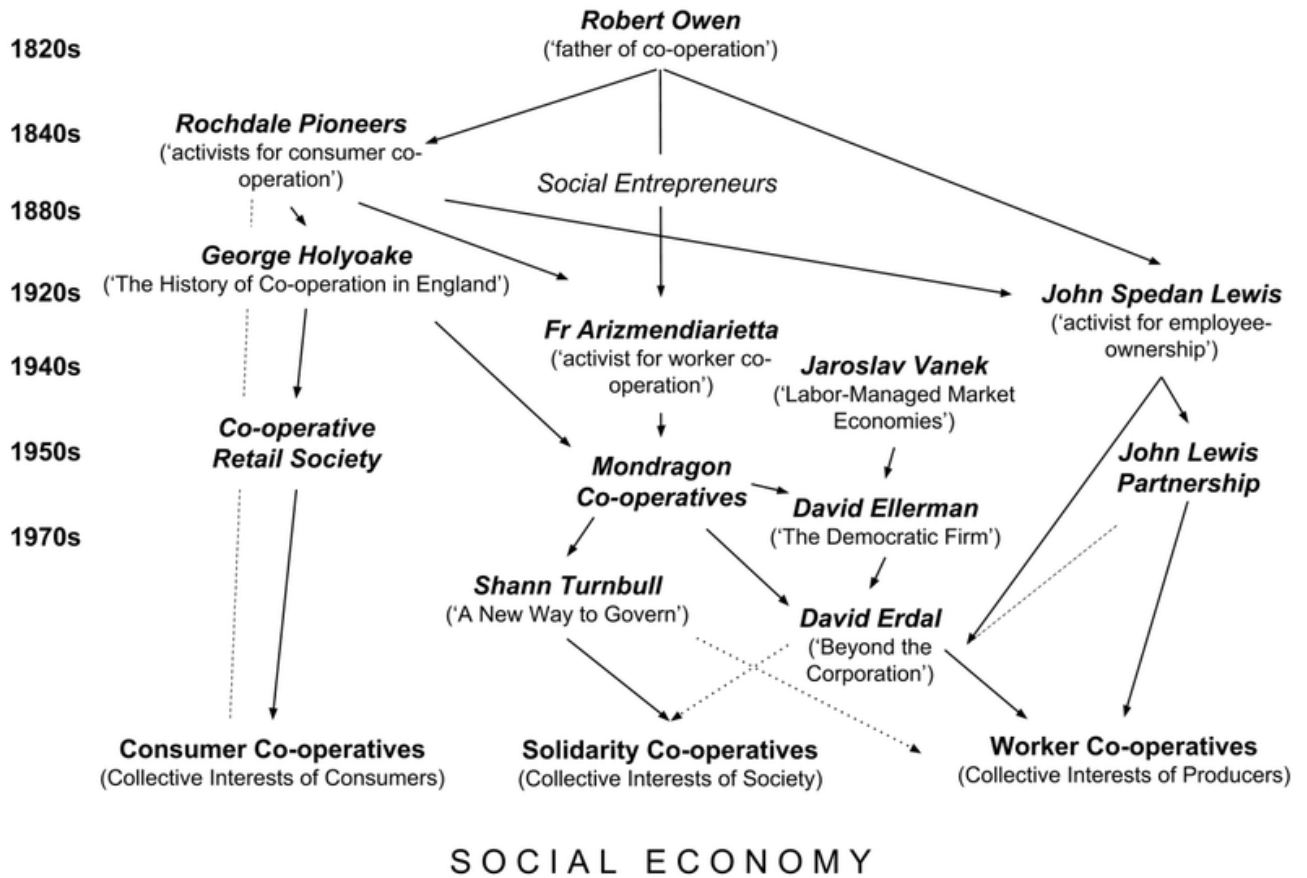 Robert Owen
1820s
(‘father of co-operation’)
Rochdale Pioneers
1840s
(‘activists for consumer co-
operation’)
Social Entrepreneurs
1880s
George Holyoake
(‘The History of Co-operation in England’)
1920s
John Spedan Lewis
(‘activist for employee-
ownership’)
Fr Arizmendiarietta
(‘activist for worker co-
operation’)
1940s
Jaroslav Vanek
(‘Labor-Managed Market
Economies’)
Co-operative
Retail Society
1950s
John Lewis
Partnership
Mondragon
Co-operatives
David Ellerman
(‘The Democratic Firm’)
1970s
Shann Turnbull
(‘A New Way to Govern’)
David Erdal
(‘Beyond the
Corporation’)
Consumer Co-operatives
(Collective Interests of Consumers)
Solidarity Co-operatives
(Collective Interests of Society)
Worker Co-operatives
(Collective Interests of Producers)
SOCIAL ECONOMY